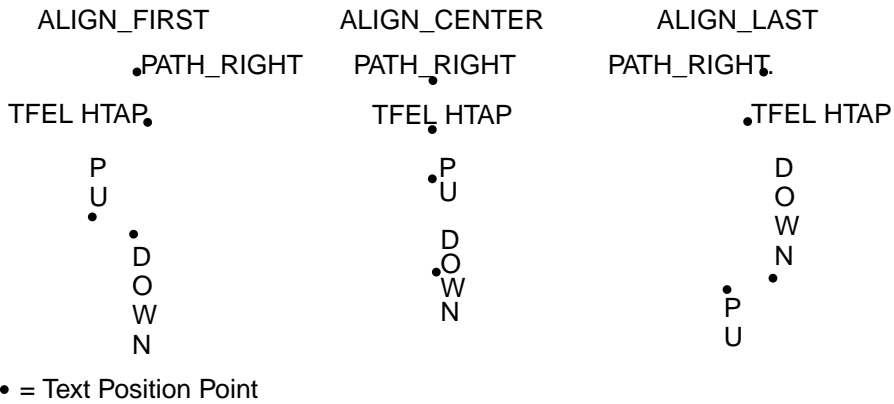 ALIGN_FIRST ALIGN_CENTER ALIGN_LAST
PATH_RIGHT PATH_RIGHT PATH_RIGHT.
TFEL HTAP TFEL HTAP TFEL HTAP
P
U
D
O
W
N
P
U
D
O
W
N
D
O
W
N
P
U
• = Text Position Point